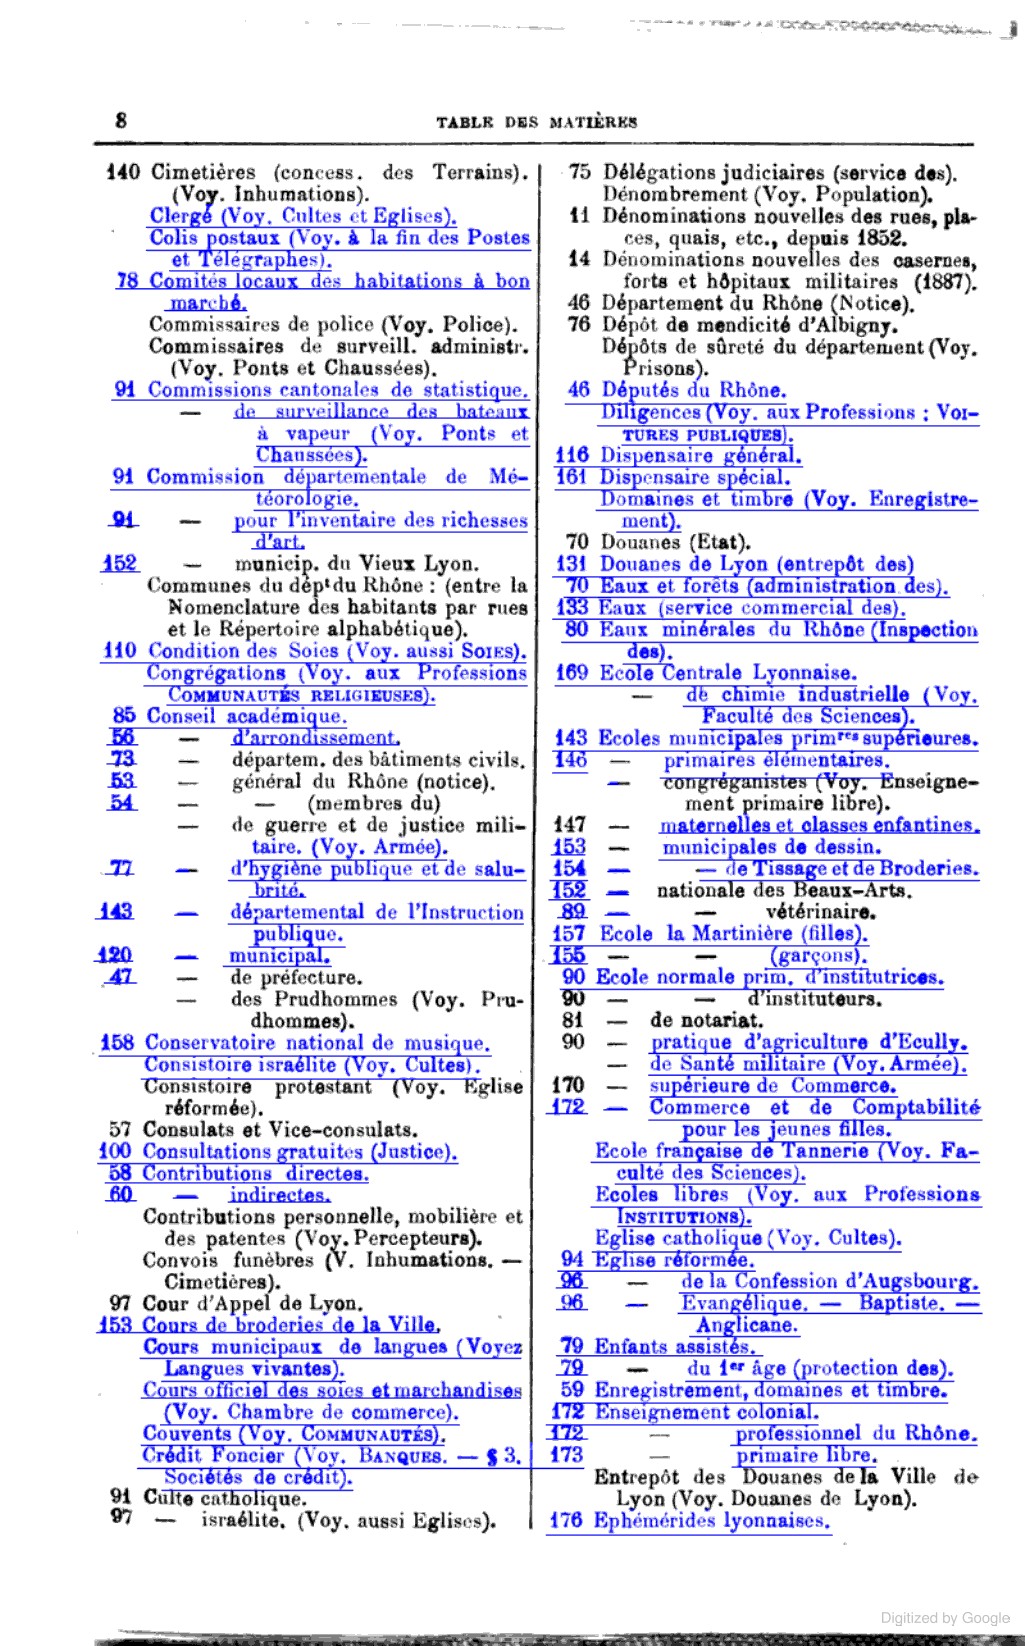 8
TABLE DES MATIÈRES
140 Cimetières (concess. des Terrains).
(Voy. Inhumations).
Clergé (Voy. Cultes et Eglises).
Colis postaux (Voy. à la fin des Postes
et Télégraphes).
78 Comités locaux des habitations à bon
marché.
Commissaires de police (Voy. Police).
Commissaires de surveill. administr.
(Voy. Ponts et Chaussées).
91 Commissions cantonales de statistique.
— de surveillance des bateaux
à vapeur (Voy. Ponts et
Chaussées).
91 Commission départementale de Mé-
téorologie.
91 — pour l'inventaire des richesses
d'art.
152 — municip. du Vieux Lyon.
Communes du dépt du Rhône : (entre la
Nomenclature des habitants par rues
et le Répertoire alphabétique).
110 Condition des Soies (Voy. aussi SOIES).
Congrégations (Voy. aux Professions
COMMUNAUTÉS RELIGIEUSES).
85 Conseil académique.
56 — d'arrondissement.
73 — départem. des bâtiments civils.
53 — général du Rhône (notice).
54 — — (membres du)
— de guerre et de justice mili-
taire. (Voy. Armée).
77 — d'hygiène publique et de salu-
brité.
143 — départemental de l'Instruction
publique.
120 — municipal.
47 — de préfecture.
— des Prudhommes (Voy. Pru-
dhommes).
158 Conservatoire national de musique.
Consistoire israélite (Voy. Cultes).
Consistoire protestant (Voy. Eglise
réformée).
57 Consulats et Vice-consulats.
100 Consultations gratuites (Justice).
58 Contributions directes.
60 — indirectes.
Contributions personnelle, mobilière et
des patentes (Voy. Percepteurs).
Convois funèbres (V. Inhumations. —
Cimetières).
97 Cour d'Appel de Lyon.
153 Cours de broderies de la Ville.
Cours municipaux de langues (Voyez
Langues vivantes).
Cours officiel des soies et marchandises
(Voy. Chambre de commerce).
Couvents (Voy. COMMUNAUTÉS).
Crédit Foncier (Voy. BANQUES. — § 3.
Sociétés de crédit).
91 Culte catholique.
97 — israélite. (Voy. aussi Eglises).
75 Délégations judiciaires (service des).
Dénombrement (Voy. Population).
11 Dénominations nouvelles des rues, pla-
ces, quais, etc., depuis 1852.
14 Dénominations nouvelles des casernes,
forts et hôpitaux militaires (1887).
46 Département du Rhône (Notice).
76 Dépôt de mendicité d'Albigny.
Dépôts de sûreté du département (Voy.
Prisons).
46 Députés du Rhône.
Diligences (Voy. aux Professions : VOI-
TURES PUBLIQUES).
116 Dispensaire général.
161 Dispensaire spécial.
Domaines et timbre (Voy. Enregistre-
ment).
70 Douanes (Etat).
131 Douanes de Lyon (entrepôt des)
70 Eaux et forêts (administration des).
133 Eaux (service commercial des).
80 Eaux minérales du Rhône (Inspection
des).
169 Ecole Centrale Lyonnaise.
— de chimie industrielle (Voy.
Faculté des Sciences).
143 Ecoles municipales primres supérieures.
146 — primaires élémentaires.
— congréganistes (Voy. Enseigne-
ment primaire libre).
147 — maternelles et classes enfantines.
153 — municipales de dessin.
154 — — de Tissage et de Broderies.
152 — nationale des Beaux-Arts.
89 — — vétérinaire.
157 Ecole la Martinière (filles).
155 — — (garçons).
90 Ecole normale prim. d'institutrices.
90 — — d'instituteurs.
81 — de notariat.
90 — pratique d'agriculture d'Ecully.
— de Santé militaire (Voy. Armée).
170 — supérieure de Commerce.
172 — Commerce et de Comptabilité
pour les jeunes filles.
Ecole française de Tannerie (Voy. Fa-
culté des Sciences).
Ecoles libres (Voy. aux Professions
INSTITUTIONS).
Eglise catholique (Voy. Cultes).
94 Eglise réformée.
96 — de la Confession d'Augsbourg.
96 — Evangélique. — Baptiste. —
Anglicane.
79 Enfants assistés.
79 — du 1er âge (protection des).
59 Enregistrement, domaines et timbre.
172 Enseignement colonial.
172 — professionnel du Rhône.
173 — primaire libre.
Entrepôt des Douanes de la Ville de
Lyon (Voy. Douanes de Lyon).
176 Ephémérides lyonnaises.
Digitized by Google